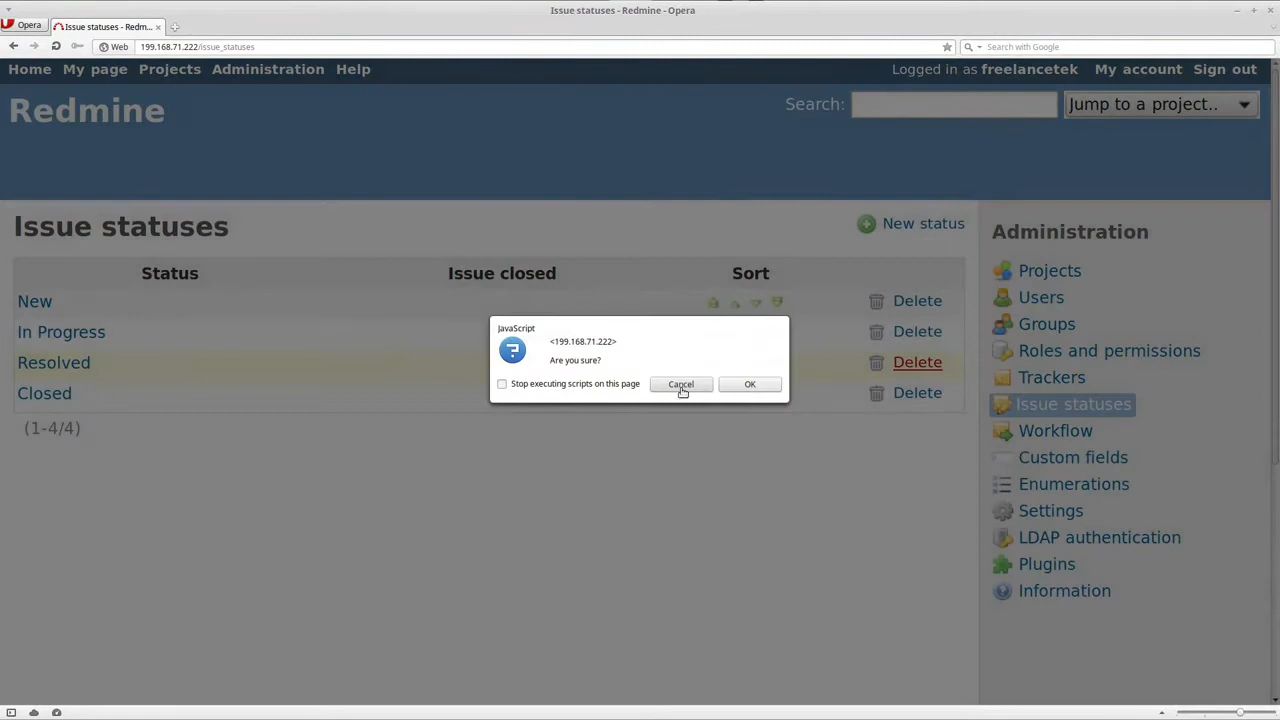 Issue statuses - Redmine - Opera
Opera
Issue statuses - Redm...
Web
199.168.71.222/issue_statuses
Search with Google
Home My page Projects Administration Help
Logged in as freelancetek My account Sign out
Redmine
Search:
Jump to a project..
Issue statuses
New status
Status Issue closed Sort
New Delete
In Progress Delete
Resolved Delete
Closed Delete
(1-4/4)
JavaScript
<199.168.71.222>
Are you sure?
Stop executing scripts on this page
Cancel
OK
Administration
Projects
Users
Groups
Roles and permissions
Trackers
Issue statuses
Workflow
Custom fields
Enumerations
Settings
LDAP authentication
Plugins
Information